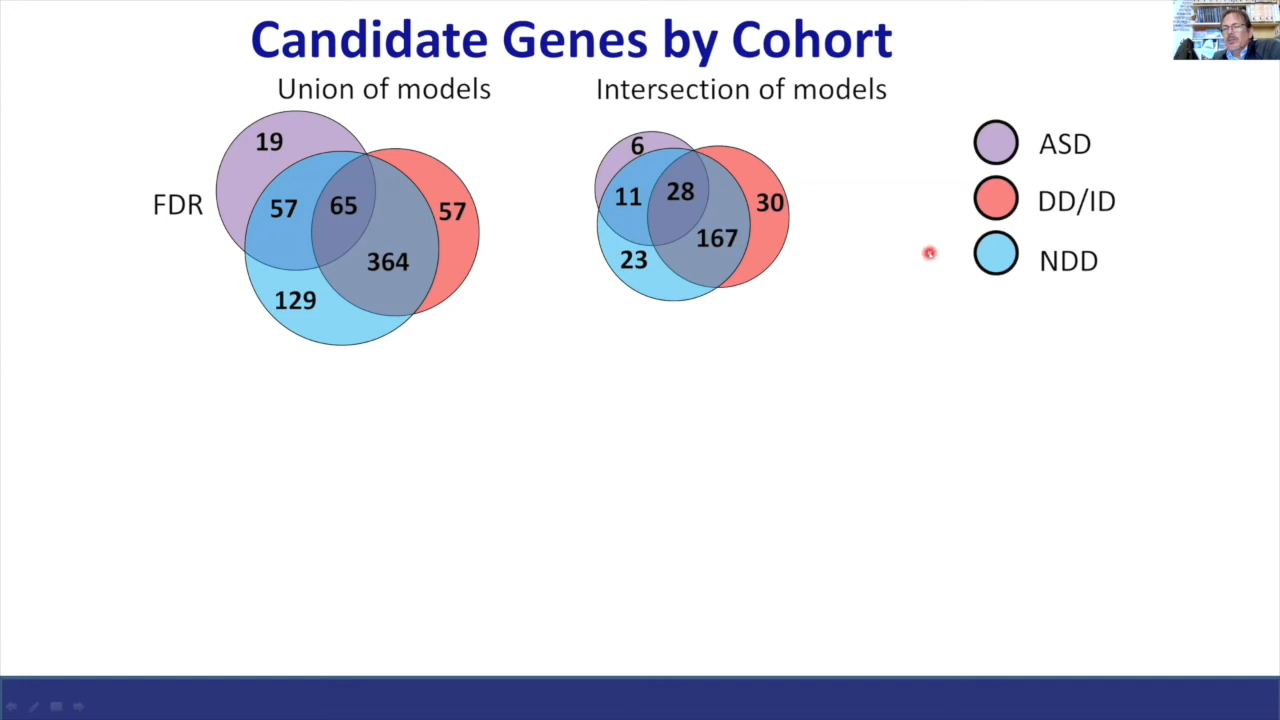 Candidate Genes by Cohort
Union of models
Intersection of models
19
57
65
57
364
129
FDR
6
11
28
30
167
23
ASD
DD/ID
NDD